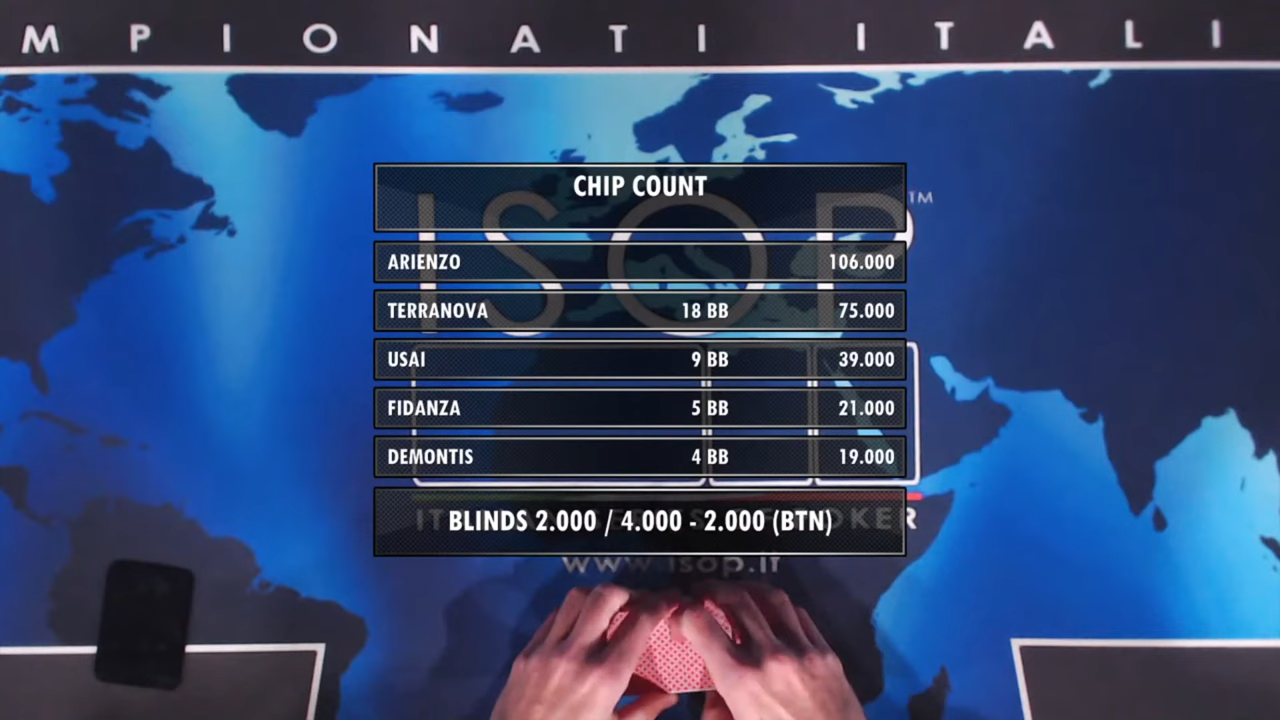 MPIONATI ITALI
CHIP COUNT
ISOP™
ARIENZO 106.000
TERRANOVA 18 BB 75.000
USAI 9 BB 39.000
FIDANZA 5 BB 21.000
DEMONTIS 4 BB 19.000
BLINDS 2.000 / 4.000 - 2.000 (BTN)
www.isop.it